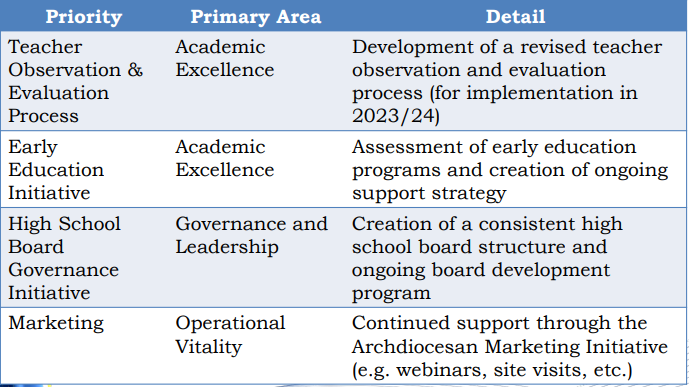 Priority Primary Area Detail
Teacher Observation & Evaluation Process
Academic Excellence
Development of a revised teacher observation and evaluation process (for implementation in 2023/24)
Early Education Initiative
Academic Excellence
Assessment of early education programs and creation of ongoing support strategy
High School Board Governance Initiative
Governance and Leadership
Creation of a consistent high school board structure and ongoing board development program
Marketing
Operational Vitality
Continued support through the Archdiocesan Marketing Initiative (e.g. webinars, site visits, etc.)